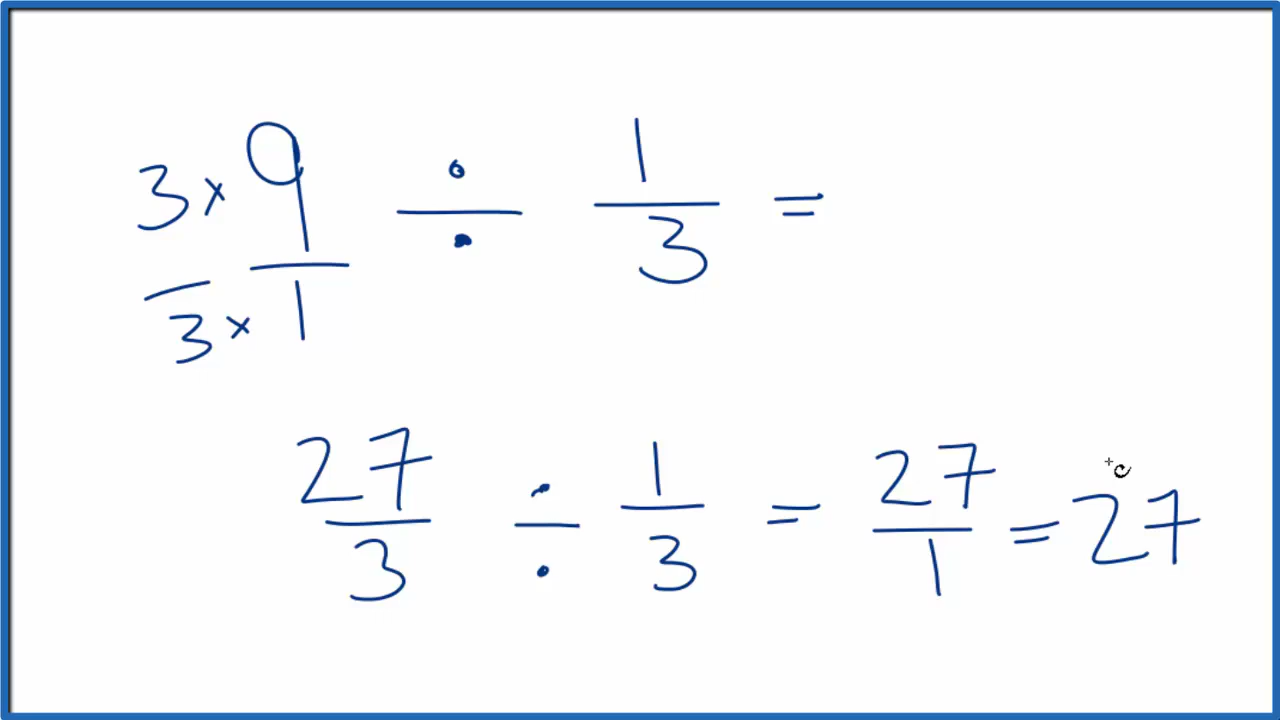 3 × 9/1 ÷ 1/3 =
3 ×
27/3 ÷ 1/3 = 27/1 = 27